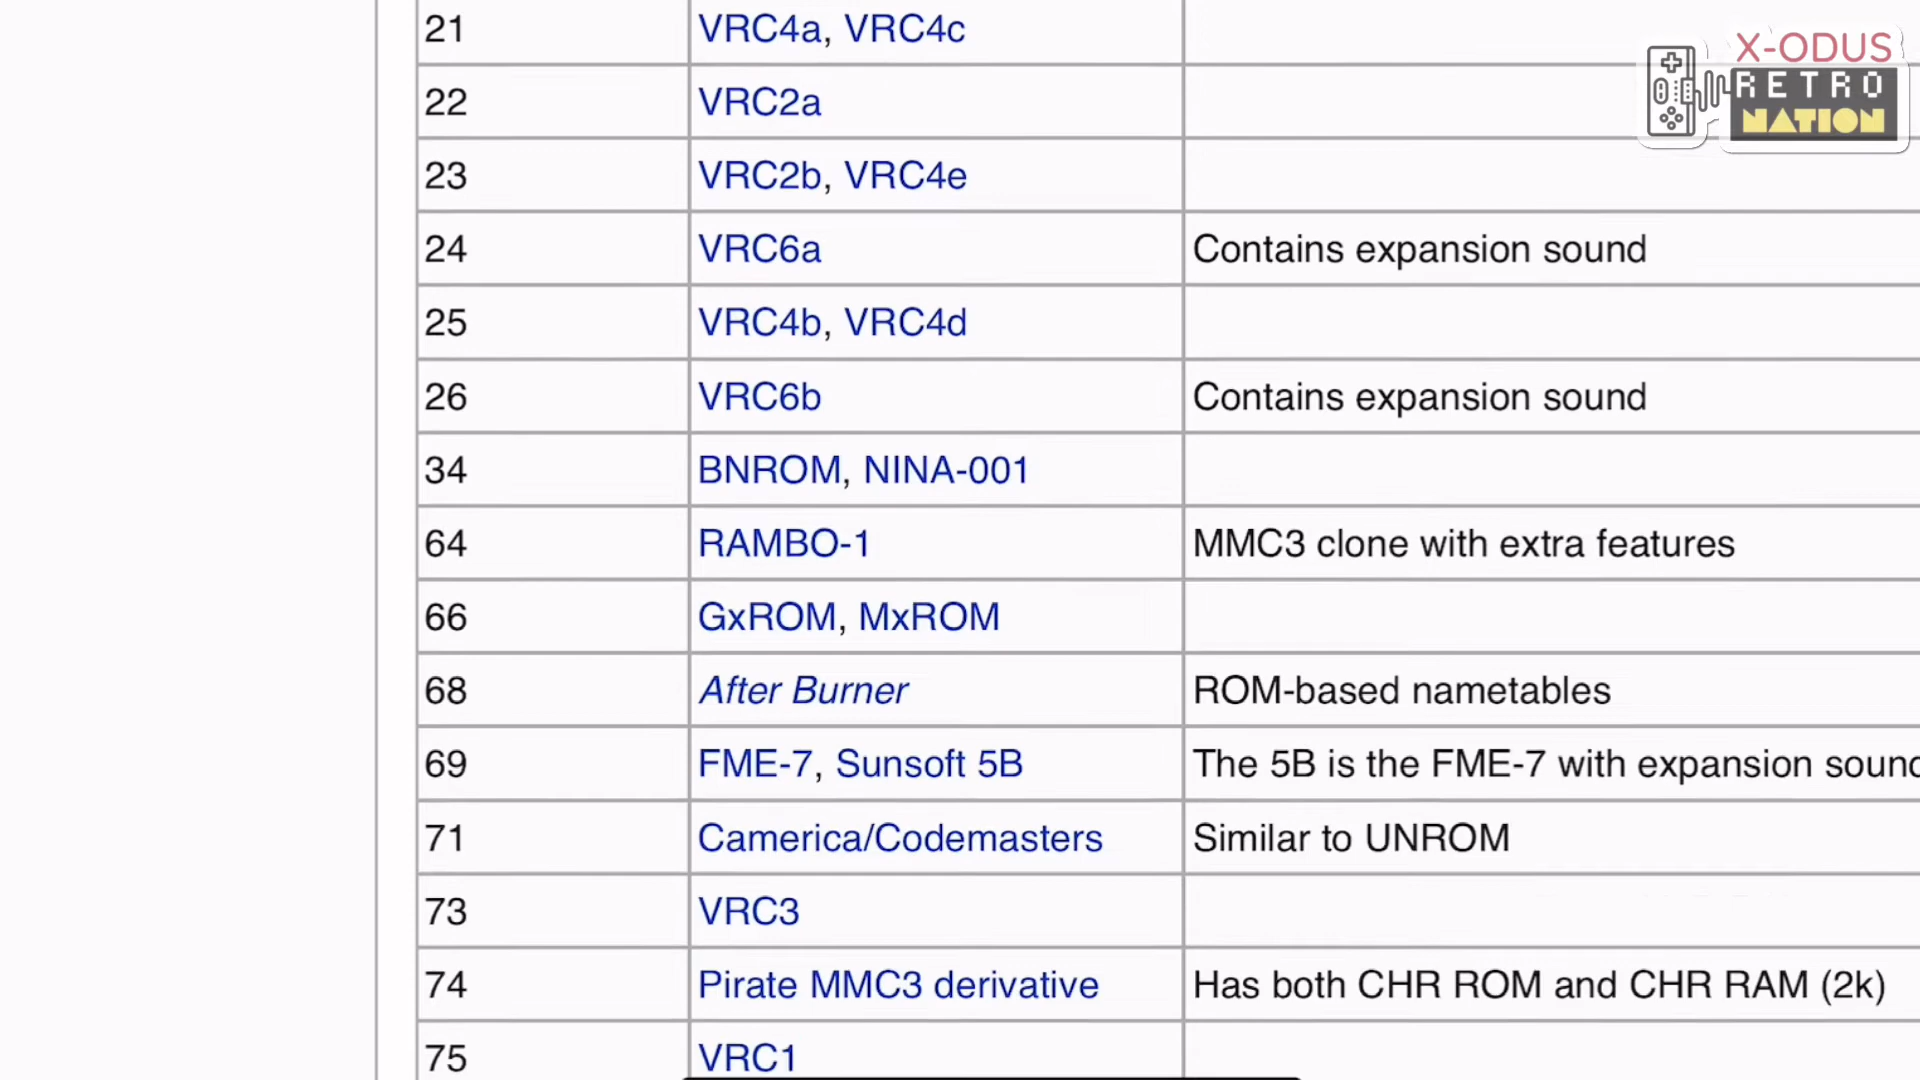 21 VRC4a, VRC4c
X-ODUS
RETRO
NATION
22 VRC2a
23 VRC2b, VRC4e
24 VRC6a Contains expansion sound
25 VRC4b, VRC4d
26 VRC6b Contains expansion sound
34 BNROM, NINA-001
64 RAMBO-1 MMC3 clone with extra features
66 GxROM, MxROM
68 After Burner ROM-based nametables
69 FME-7, Sunsoft 5B The 5B is the FME-7 with expansion sound
71 Camerica/Codemasters Similar to UNROM
73 VRC3
74 Pirate MMC3 derivative Has both CHR ROM and CHR RAM (2k)
75 VRC1